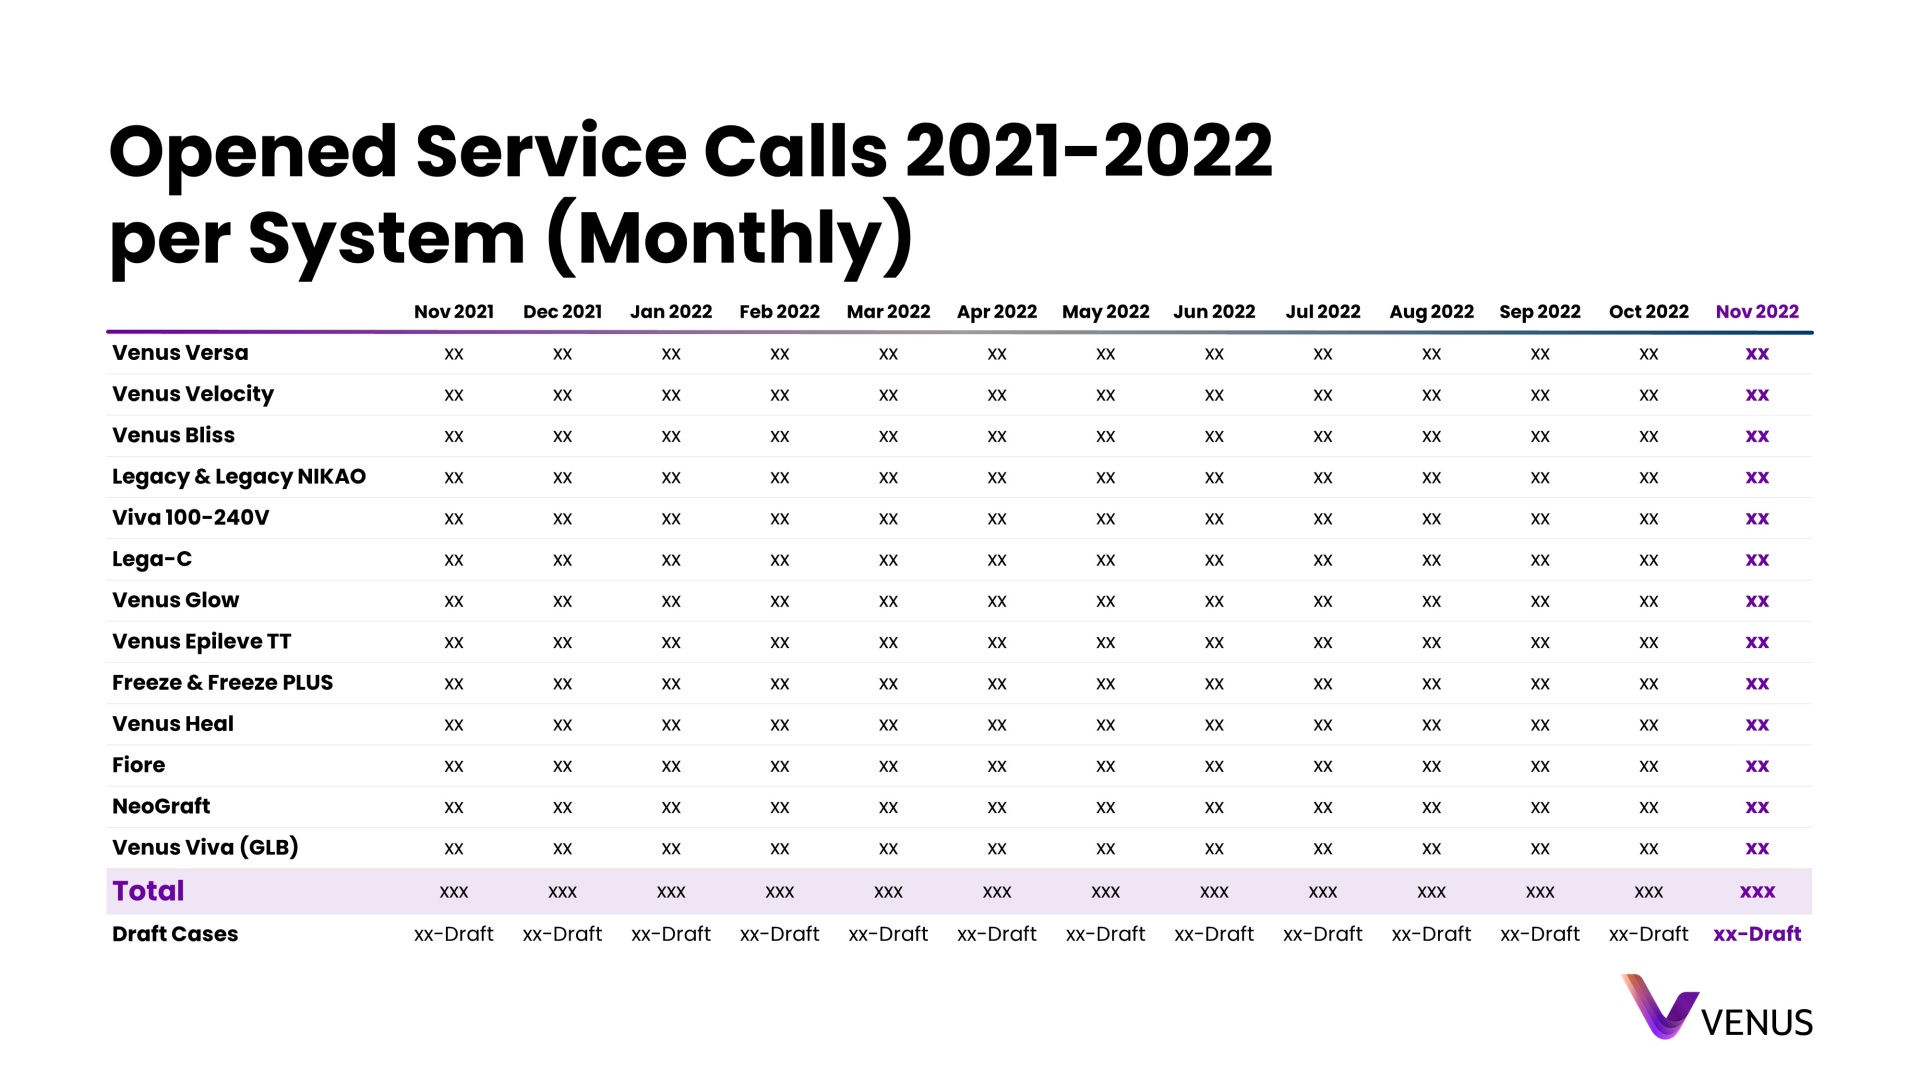 Opened Service Calls 2021-2022
per System (Monthly)
Nov 2021 Dec 2021 Jan 2022 Feb 2022 Mar 2022 Apr 2022 May 2022 Jun 2022 Jul 2022 Aug 2022 Sep 2022 Oct 2022 Nov 2022
Venus Versa xx xx xx xx xx xx xx xx xx xx xx xx xx
Venus Velocity xx xx xx xx xx xx xx xx xx xx xx xx xx
Venus Bliss xx xx xx xx xx xx xx xx xx xx xx xx xx
Legacy & Legacy NIKAO xx xx xx xx xx xx xx xx xx xx xx xx xx
Viva 100-240V xx xx xx xx xx xx xx xx xx xx xx xx xx
Lega-C xx xx xx xx xx xx xx xx xx xx xx xx xx
Venus Glow xx xx xx xx xx xx xx xx xx xx xx xx xx
Venus Epileve TT xx xx xx xx xx xx xx xx xx xx xx xx xx
Freeze & Freeze PLUS xx xx xx xx xx xx xx xx xx xx xx xx xx
Venus Heal xx xx xx xx xx xx xx xx xx xx xx xx xx
Fiore xx xx xx xx xx xx xx xx xx xx xx xx xx
NeoGraft xx xx xx xx xx xx xx xx xx xx xx xx xx
Venus Viva (GLB) xx xx xx xx xx xx xx xx xx xx xx xx xx
Total xxx xxx xxx xxx xxx xxx xxx xxx xxx xxx xxx xxx xxx
Draft Cases xx-Draft xx-Draft xx-Draft xx-Draft xx-Draft xx-Draft xx-Draft xx-Draft xx-Draft xx-Draft xx-Draft xx-Draft xx-Draft
VENUS